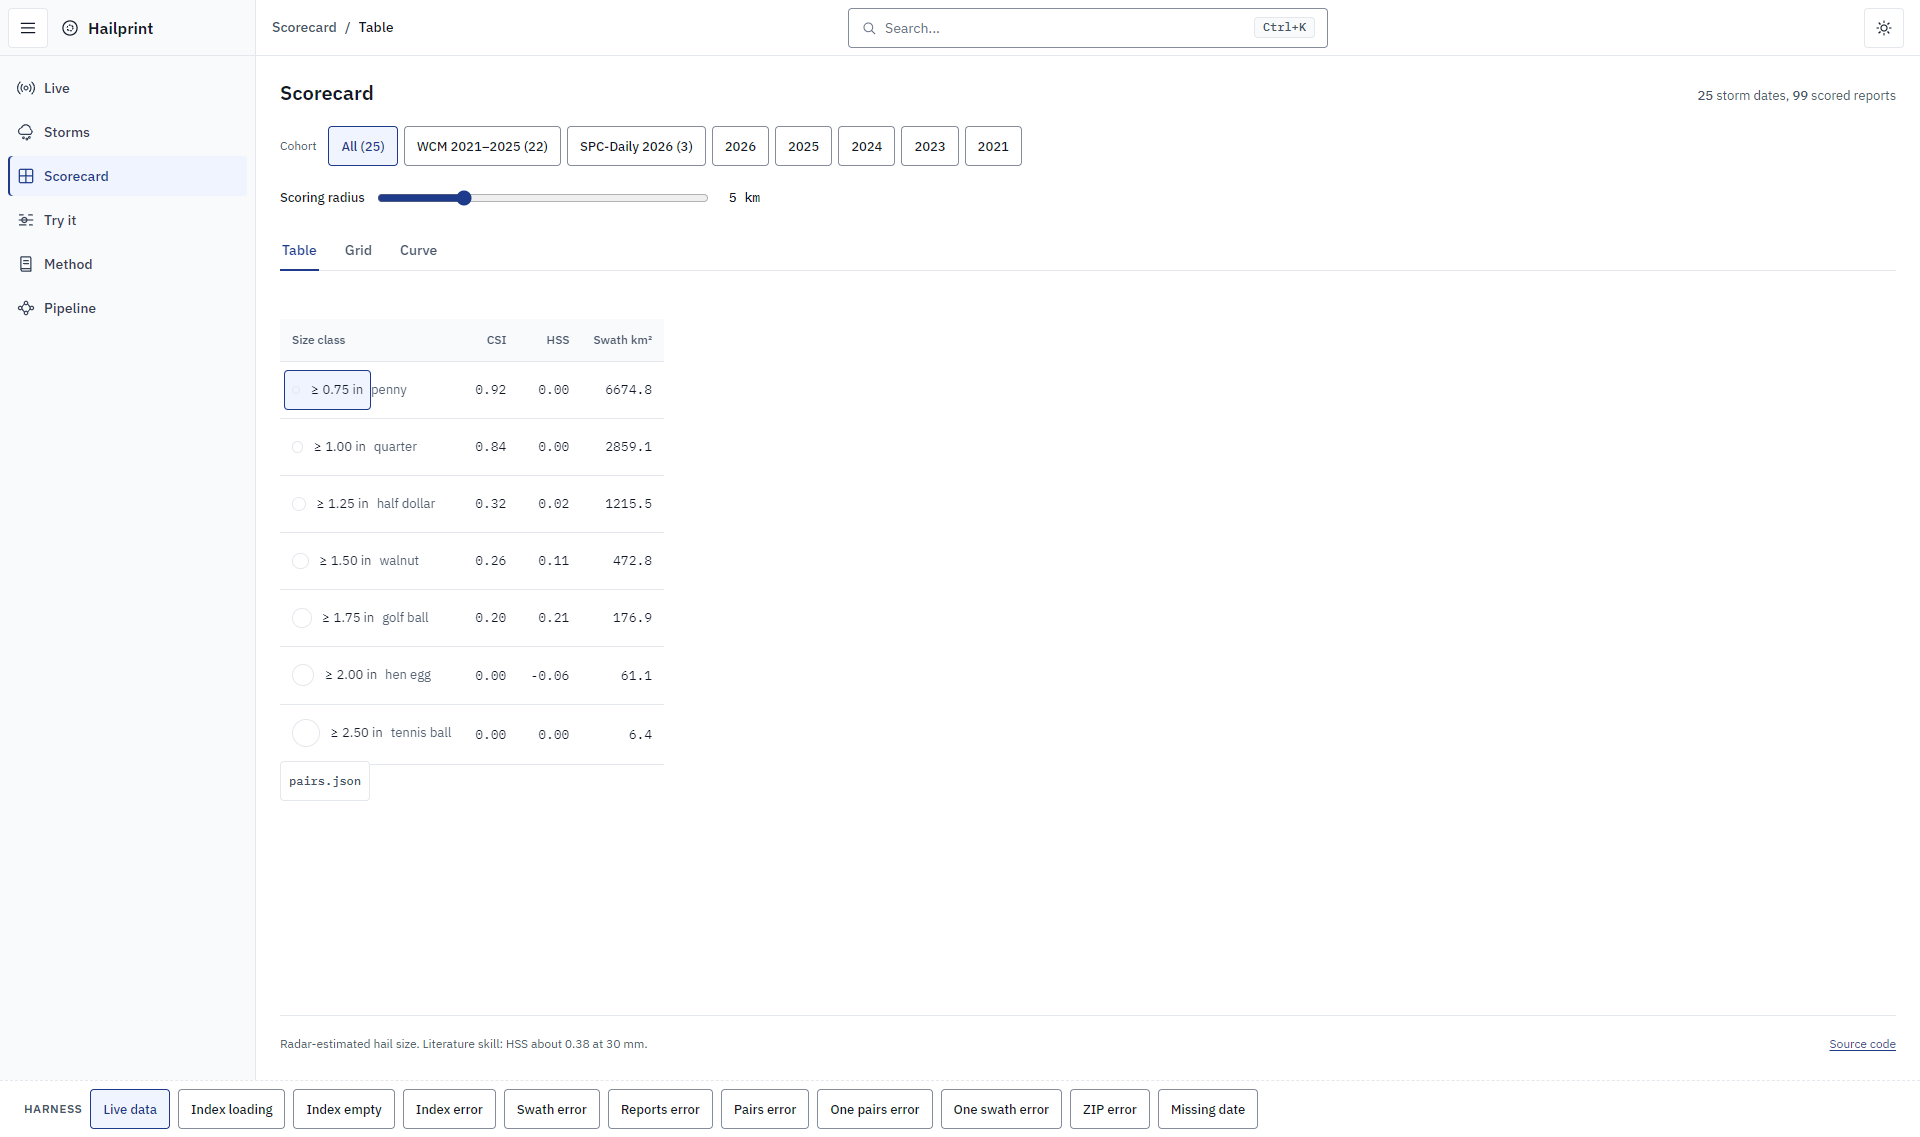 Hailprint
Scorecard / Table
Search...
Ctrl+K
Live
Storms
Scorecard
Try it
Method
Pipeline
Scorecard
25 storm dates, 99 scored reports
Cohort
All (25)
WCM 2021–2025 (22)
SPC-Daily 2026 (3)
2026
2025
2024
2023
2021
Scoring radius
5 km
Table
Grid
Curve
Size class CSI HSS Swath km²
≥ 0.75 in penny 0.92 0.00 6674.8
≥ 1.00 in quarter 0.84 0.00 2859.1
≥ 1.25 in half dollar 0.32 0.02 1215.5
≥ 1.50 in walnut 0.26 0.11 472.8
≥ 1.75 in golf ball 0.20 0.21 176.9
≥ 2.00 in hen egg 0.00 -0.06 61.1
≥ 2.50 in tennis ball 0.00 0.00 6.4
pairs.json
Radar-estimated hail size. Literature skill: HSS about 0.38 at 30 mm.
Source code
HARNESS
Live data
Index loading
Index empty
Index error
Swath error
Reports error
Pairs error
One pairs error
One swath error
ZIP error
Missing date